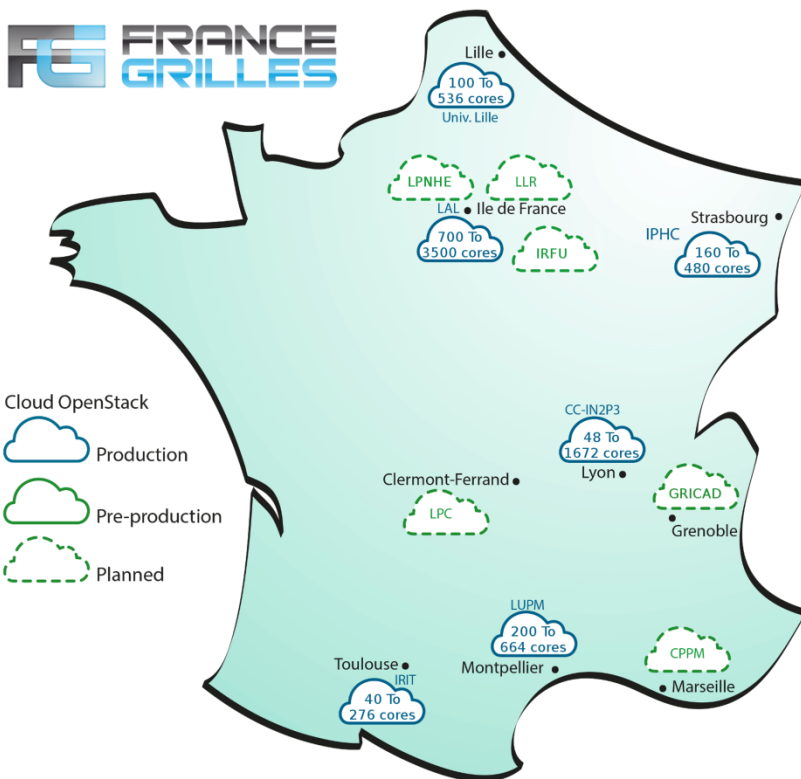 FG FRANCE
GRILLES
Lille
100 To
536 cores
Univ. Lille
LPNHE
LLR
LAL
Ile de France
700 To
3500 cores
IRFU
Strasbourg
IPHC
160 To
480 cores
Cloud OpenStack
Production
Pre-production
Planned
CC-IN2P3
48 To
1672 cores
Lyon
Clermont-Ferrand
LPC
GRICAD
Grenoble
LUPM
200 To
664 cores
Montpellier
Toulouse
IRIT
40 To
276 cores
CPPM
Marseille